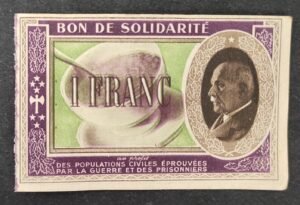 BON DE SOLIDARITÉ
1 FRANC
au profit
DES POPULATIONS CIVILES ÉPROUVÉES
PAR LA GUERRE ET DES PRISONNIERS